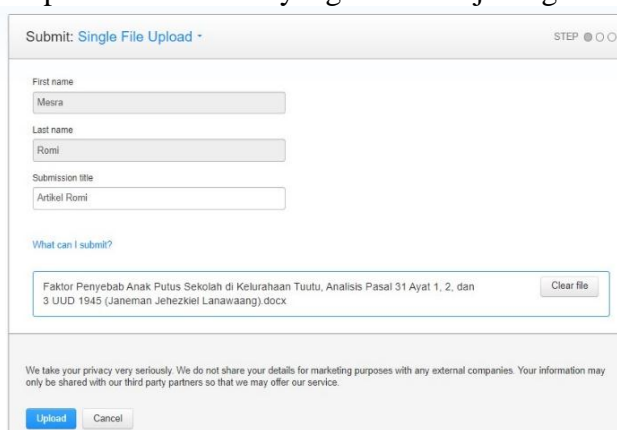 Submit: Single File Upload
STEP
First name
Mesra
Last name
Romi
Submission title
Artikel Romi
What can I submit?
Faktor Penyebab Anak Putus Sekolah di Kelurahaan Tuutu, Analisis Pasal 31 Ayat 1, 2, dan
3 UUD 1945 (Janeman Jehezkiel Lanawaang).docx
Clear file
We take your privacy very seriously. We do not share your details for marketing purposes with any external companies. Your information may
only be shared with our third party partners so that we may offer our service.
Upload
Cancel